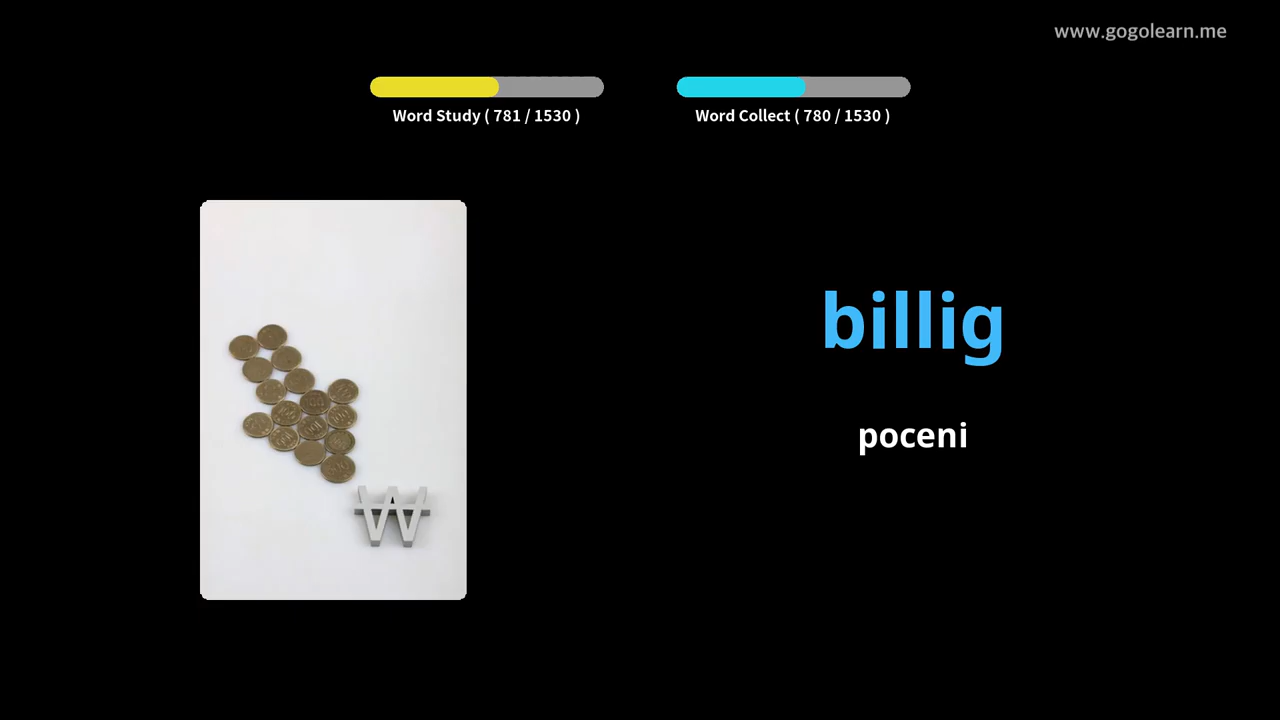 www.gogolearn.me
Word Study ( 781 / 1530 )
Word Collect ( 780 / 1530 )
billig
poceni
₩